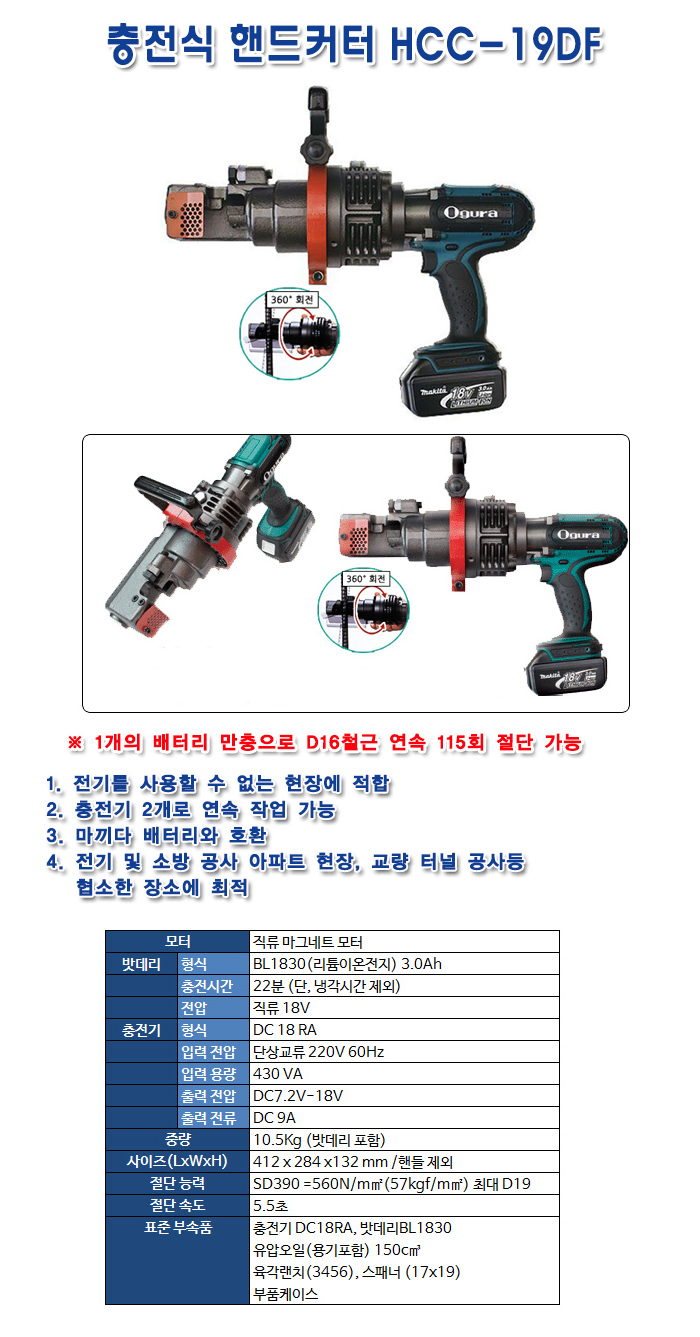 충전식 핸드커터 HCC-19DF
Ogura
360° 회전
makita 18V 3.0Ah
LITHIUM-ION
Ogura
Ogura
360° 회전
makita 18V
※ 1개의 배터리 만충으로 D16철근 연속 115회 절단 가능
1. 전기를 사용할 수 없는 현장에 적합
2. 충전기 2개로 연속 작업 가능
3. 마끼다 배터리와 호환
4. 전기 및 소방 공사 아파트 현장, 교량 터널 공사등
협소한 장소에 최적
모터 직류 마그네트 모터
밧데리 형식 BL1830(리튬이온전지) 3.0Ah
충전시간 22분 (단, 냉각시간 제외)
전압 직류 18V
충전기 형식 DC 18 RA
입력 전압 단상교류 220V 60Hz
입력 용량 430 VA
출력 전압 DC7.2V-18V
출력 전류 DC 9A
중량 10.5Kg (밧데리 포함)
사이즈(LxWxH) 412 x 284 x132 mm /핸들 제외
절단 능력 SD390 =560N/m㎡(57kgf/m㎡) 최대 D19
절단 속도 5.5초
표준 부속품 충전기 DC18RA, 밧데리BL1830
유압오일(용기포함) 150c㎥
육각랜치(3456), 스패너 (17x19)
부품케이스